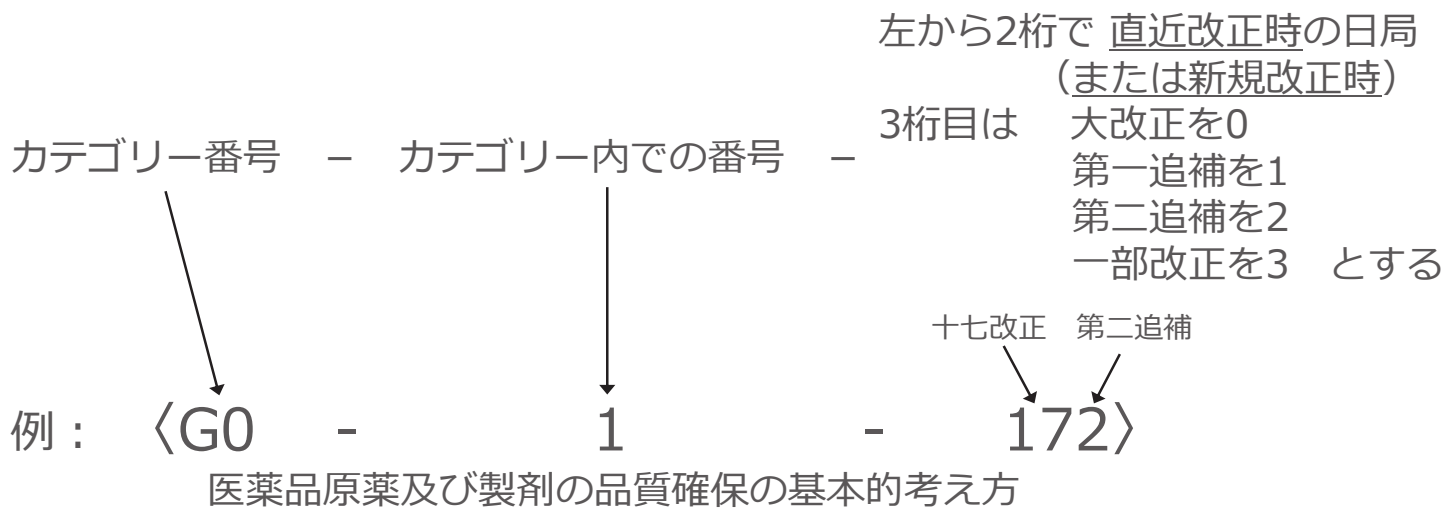 左から2桁で 直近改正時の日局
（または新規改正時）
カテゴリー番号　－　カテゴリー内での番号　－　3桁目は　大改正を0
第一追補を1
第二追補を2
一部改正を3　とする
十七改正　第二追補
例：　〈G0　-　1　-　172〉
医薬品原薬及び製剤の品質確保の基本的考え方